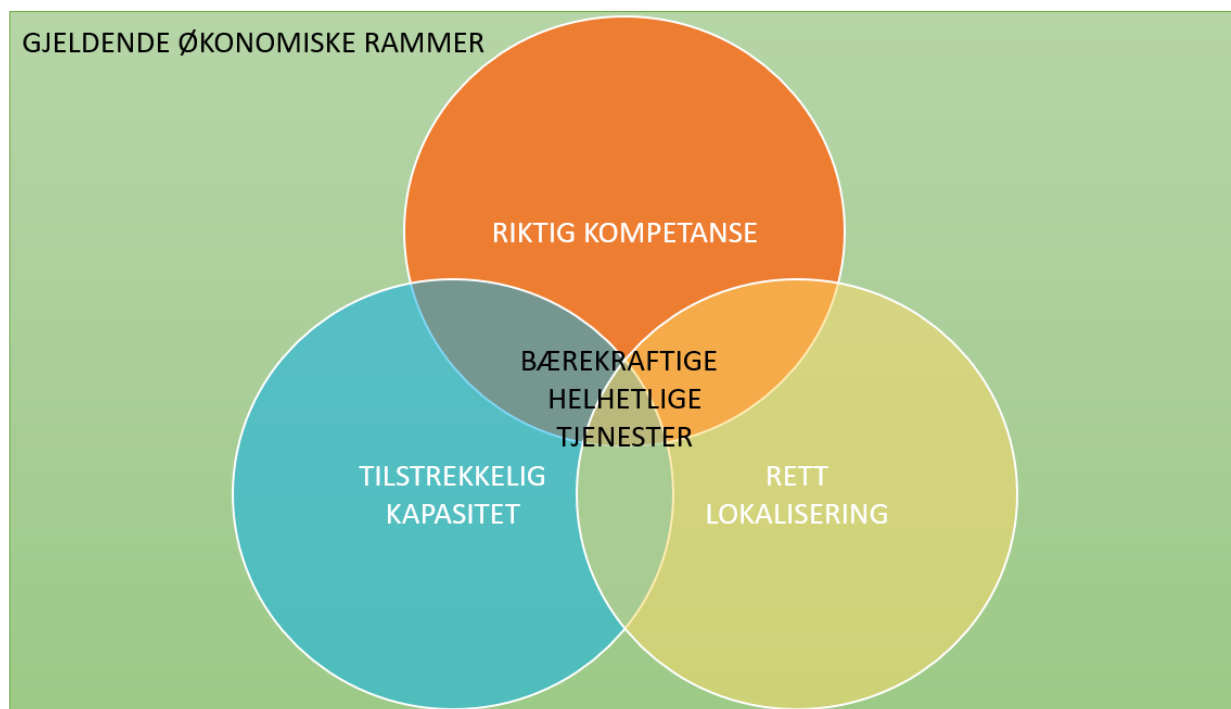 GJELDENDE ØKONOMISKE RAMMER
RIKTIG KOMPETANSE
BÆREKRAFTIGE
HELHETLIGE
TJENESTER
TILSTREKKELIG
KAPASITET
RETT
LOKALISERING